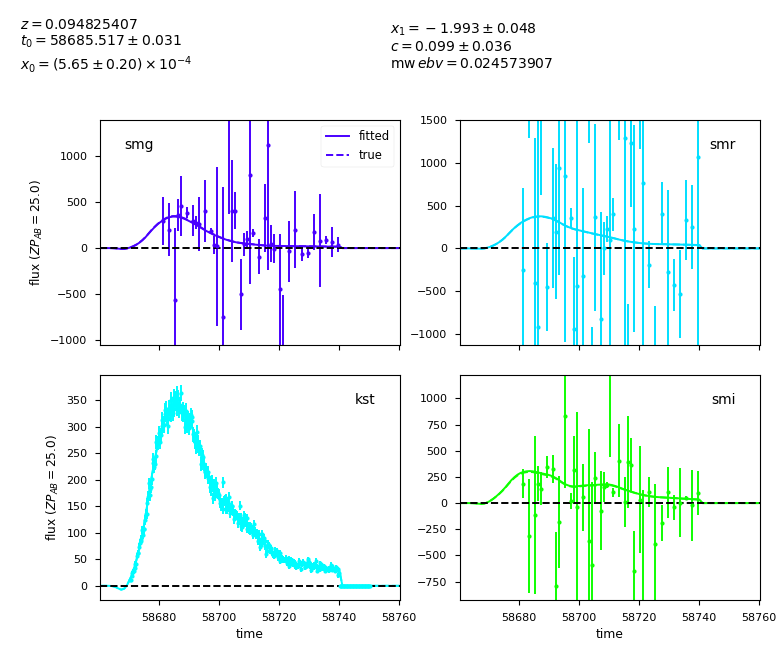 z = 0.094825407
t₀ = 58685.517 ± 0.031
x₀ = (5.65 ± 0.20) × 10⁻⁴
x₁ = −1.993 ± 0.048
c = 0.099 ± 0.036
mw ebv = 0.024573907
smg
fitted
true
1000
500
0
−500
−1000
flux (ZP_AB = 25.0)
smr
1500
1000
500
0
−500
−1000
kst
350
300
250
200
150
100
50
0
flux (ZP_AB = 25.0)
58680 58700 58720 58740 58760
time
smi
1000
750
500
250
0
−250
−500
−750
58680 58700 58720 58740 58760
time